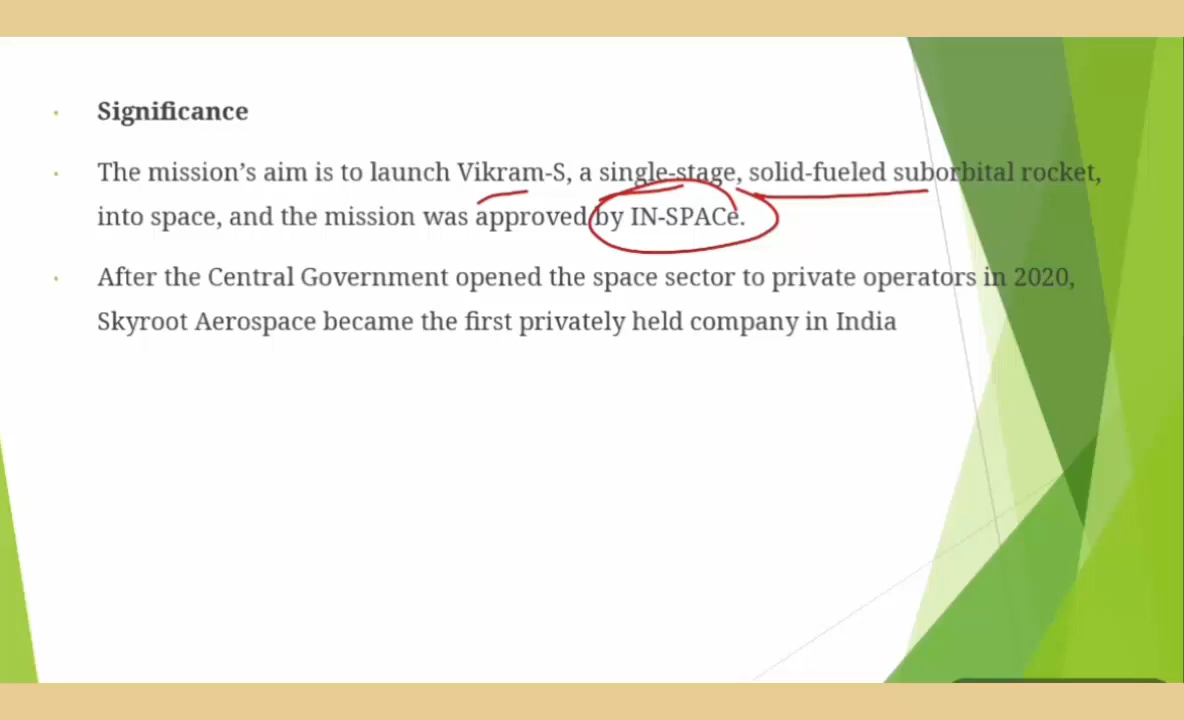 Significance
The mission’s aim is to launch Vikram-S, a single-stage, solid-fueled suborbital rocket,
into space, and the mission was approved by IN-SPACe.
After the Central Government opened the space sector to private operators in 2020,
Skyroot Aerospace became the first privately held company in India